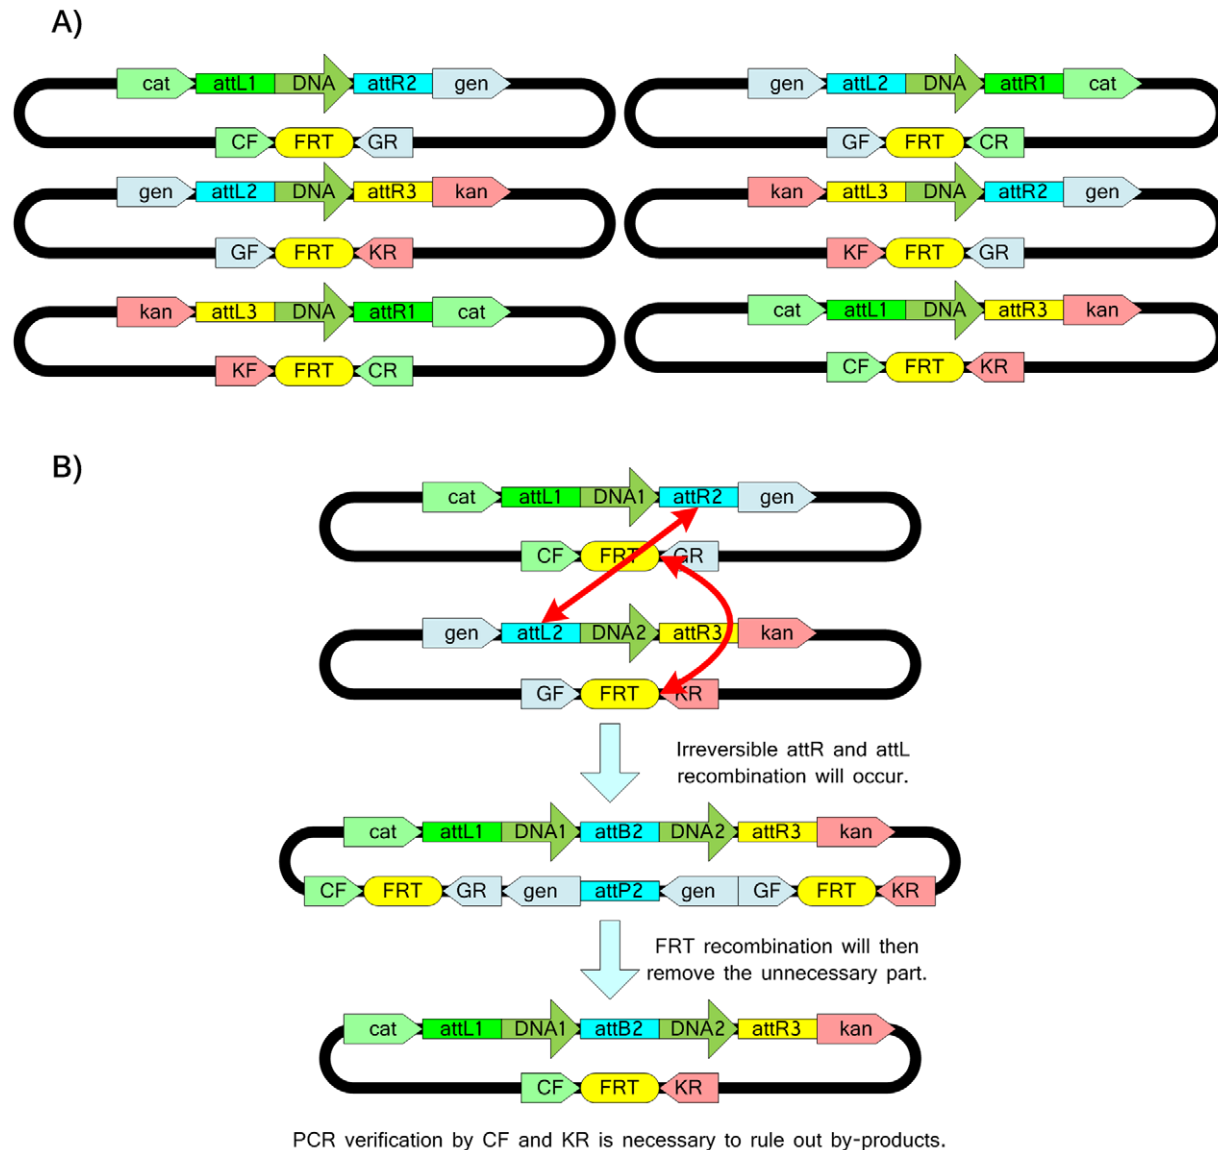 A)
cat attL1 DNA attR2 gen
CF FRT GR
gen attL2 DNA attR1 cat
GF FRT CR
gen attL2 DNA attR3 kan
GF FRT KR
kan attL3 DNA attR2 gen
KF FRT GR
kan attL3 DNA attR1 cat
KF FRT CR
cat attL1 DNA attR3 kan
CF FRT KR
B)
cat attL1 DNA1 attR2 gen
CF FRT GR
gen attL2 DNA2 attR3 kan
GF FRT KR
Irreversible attR and attL
recombination will occur.
cat attL1 DNA1 attB2 DNA2 attR3 kan
CF FRT GR gen attP2 gen GF FRT KR
FRT recombination will then
remove the unnecessary part.
cat attL1 DNA1 attB2 DNA2 attR3 kan
CF FRT KR
PCR verification by CF and KR is necessary to rule out by-products.